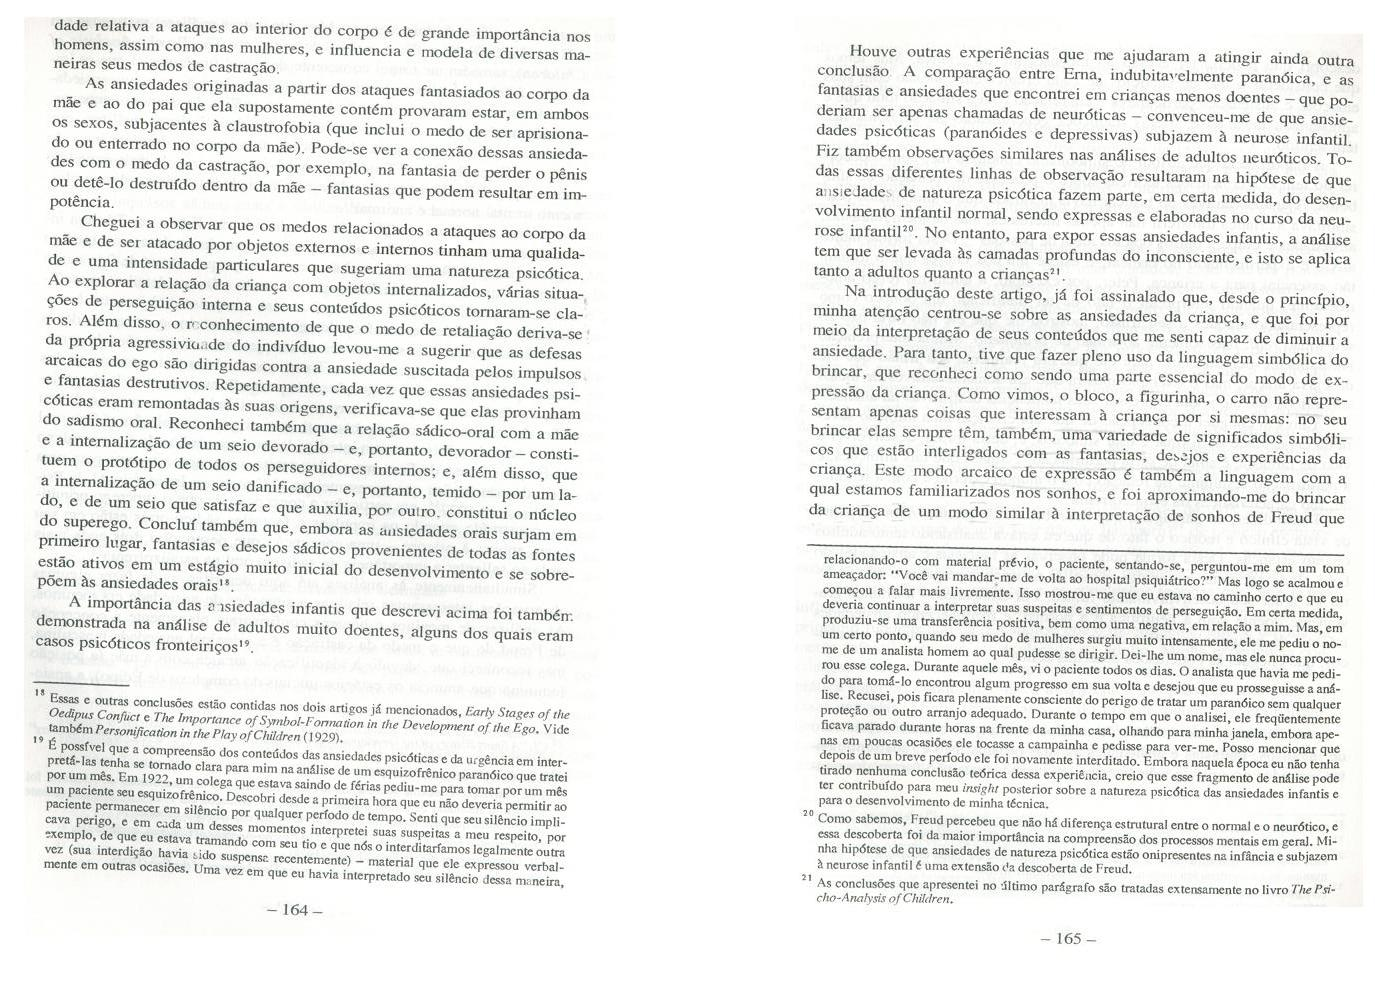 dade relativa a ataques ao interior do corpo é de grande importância nos
homens, assim como nas mulheres, e influencia e modela de diversas ma-
neiras seus medos de castração.
As ansiedades originadas a partir dos ataques fantasiados ao corpo da
mãe e ao do pai que ela supostamente contém provaram estar, em ambos
os sexos, subjacentes à claustrofobia (que inclui o medo de ser aprisiona-
do ou enterrado no corpo da mãe). Pode-se ver a conexão dessas ansieda-
des com o medo da castração, por exemplo, na fantasia de perder o pênis
ou detê-lo destruído dentro da mãe – fantasias que podem resultar em im-
potência.
Cheguei a observar que os medos relacionados a ataques ao corpo da
mãe e de ser atacado por objetos externos e internos tinham uma qualida-
de e uma intensidade particulares que sugeriam uma natureza psicótica.
Ao explorar a relação da criança com objetos internalizados, várias situa-
ções de perseguição interna e seus conteúdos psicóticos tornaram-se cla-
ros. Além disso, o reconhecimento de que o medo de retaliação deriva-se
da própria agressividade do indivíduo levou-me a sugerir que as defesas
arcaicas do ego são dirigidas contra a ansiedade suscitada pelos impulsos
e fantasias destrutivos. Repetidamente, cada vez que essas ansiedades psi-
cóticas eram remontadas às suas origens, verificava-se que elas provinham
do sadismo oral. Reconheci também que a relação sádico-oral com a mãe
e a internalização de um seio devorado – e, portanto, devorador – consti-
tuem o protótipo de todos os perseguidores internos; e, além disso, que
a internalização de um seio danificado – e, portanto, temido – por um la-
do, e de um seio que satisfaz e que auxilia, por outro, constitui o núcleo
do superego. Concluí também que, embora as ansiedades orais surjam em
primeiro lugar, fantasias e desejos sádicos provenientes de todas as fontes
estão ativos em um estágio muito inicial do desenvolvimento e se sobre-
põem às ansiedades orais¹⁸.
A importância das ansiedades infantis que descrevi acima foi também
demonstrada na análise de adultos muito doentes, alguns dos quais eram
casos psicóticos fronteiriços¹⁹.
¹⁸ Essas e outras conclusões estão contidas nos dois artigos já mencionados, Early Stages of the
Oedipus Conflict e The Importance of Symbol-Formation in the Development of the Ego. Vide
também Personification in the Play of Children (1929).
¹⁹ É possível que a compreensão dos conteúdos das ansiedades psicóticas e da urgência em inter-
pretá-las tenha se tornado clara para mim na análise de um esquizofrênico paranóico que tratei
por um mês. Em 1922, um colega que estava saindo de férias pediu-me para tomar por um mês
um paciente seu esquizofrênico. Descobri desde a primeira hora que eu não deveria permitir ao
paciente permanecer em silêncio por qualquer período de tempo. Senti que seu silêncio impli-
cava perigo, e em cada um desses momentos interpretei suas suspeitas a meu respeito, por
exemplo, de que eu estava tramando com seu tio e que nós o interditaríamos legalmente outra
vez (sua interdição havia sido suspensa recentemente) – material que ele expressou verbal-
mente em outras ocasiões. Uma vez em que eu havia interpretado seu silêncio dessa maneira,
– 164 –
Houve outras experiências que me ajudaram a atingir ainda outra
conclusão. A comparação entre Erna, indubitavelmente paranóica, e as
fantasias e ansiedades que encontrei em crianças menos doentes – que po-
deriam ser apenas chamadas de neuróticas – convenceu-me de que ansie-
dades psicóticas (paranóides e depressivas) subjazem à neurose infantil.
Fiz também observações similares nas análises de adultos neuróticos. To-
das essas diferentes linhas de observação resultaram na hipótese de que
ansiedades de natureza psicótica fazem parte, em certa medida, do desen-
volvimento infantil normal, sendo expressas e elaboradas no curso da neu-
rose infantil²⁰. No entanto, para expor essas ansiedades infantis, a análise
tem que ser levada às camadas profundas do inconsciente, e isto se aplica
tanto a adultos quanto a crianças²¹.
Na introdução deste artigo, já foi assinalado que, desde o princípio,
minha atenção centrou-se sobre as ansiedades da criança, e que foi por
meio da interpretação de seus conteúdos que me senti capaz de diminuir a
ansiedade. Para tanto, tive que fazer pleno uso da linguagem simbólica do
brincar, que reconheci como sendo uma parte essencial do modo de ex-
pressão da criança. Como vimos, o bloco, a figurinha, o carro não repre-
sentam apenas coisas que interessam à criança por si mesmas: no seu
brincar elas sempre têm, também, uma variedade de significados simbóli-
cos que estão interligados com as fantasias, desejos e experiências da
criança. Este modo arcaico de expressão é também a linguagem com a
qual estamos familiarizados nos sonhos, e foi aproximando-me do brincar
da criança de um modo similar à interpretação de sonhos de Freud que
relacionando-o com material prévio, o paciente, sentando-se, perguntou-me em um tom
ameaçador: “Você vai mandar-me de volta ao hospital psiquiátrico?” Mas logo se acalmou e
começou a falar mais livremente. Isso mostrou-me que eu estava no caminho certo e que eu
deveria continuar a interpretar suas suspeitas e sentimentos de perseguição. Em certa medida,
produziu-se uma transferência positiva, bem como uma negativa, em relação a mim. Mas, em
um certo ponto, quando seu medo de mulheres surgiu muito intensamente, ele me pediu o no-
me de um analista homem ao qual pudesse se dirigir. Dei-lhe um nome, mas ele nunca procu-
rou esse colega. Durante aquele mês, vi o paciente todos os dias. O analista que havia me pedi-
do para tomá-lo encontrou algum progresso em sua volta e desejou que eu prosseguisse a aná-
lise. Recusei, pois ficara plenamente consciente do perigo de tratar um paranóico sem qualquer
proteção ou outro arranjo adequado. Durante o tempo em que o analisei, ele freqüentemente
ficava parado durante horas na frente da minha casa, olhando para minha janela, embora ape-
nas em poucas ocasiões ele tocasse a campainha e pedisse para ver-me. Posso mencionar que
depois de um breve período ele foi novamente interditado. Embora naquela época eu não tenha
tirado nenhuma conclusão teórica dessa experiência, creio que esse fragmento de análise pode
ter contribuído para meu insight posterior sobre a natureza psicótica das ansiedades infantis e
para o desenvolvimento de minha técnica.
²⁰ Como sabemos, Freud percebeu que não há diferença estrutural entre o normal e o neurótico, e
essa descoberta foi da maior importância na compreensão dos processos mentais em geral. Mi-
nha hipótese de que ansiedades de natureza psicótica estão onipresentes na infância e subjazem
à neurose infantil é uma extensão da descoberta de Freud.
²¹ As conclusões que apresentei no último parágrafo são tratadas extensamente no livro The Psi-
cho-Analysis of Children.
– 165 –